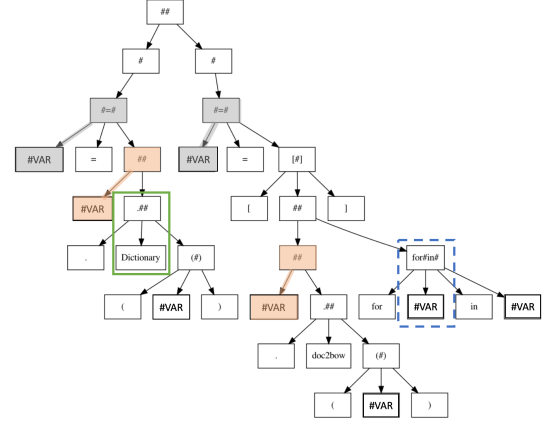 ##
# #
#=# #=#
#VAR = ## #VAR = [#]
#VAR .## [ ## ]
. Dictionary (#) ## for#in#
( #VAR ) #VAR .## for #VAR in #VAR
. doc2bow (#)
( #VAR )